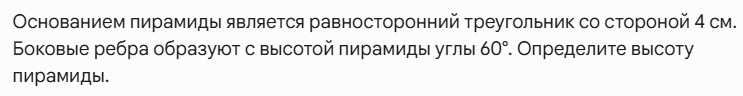 Основанием пирамиды является равносторонний треугольник со стороной 4 см.
Боковые ребра образуют с высотой пирамиды углы 60°. Определите высоту
пирамиды.